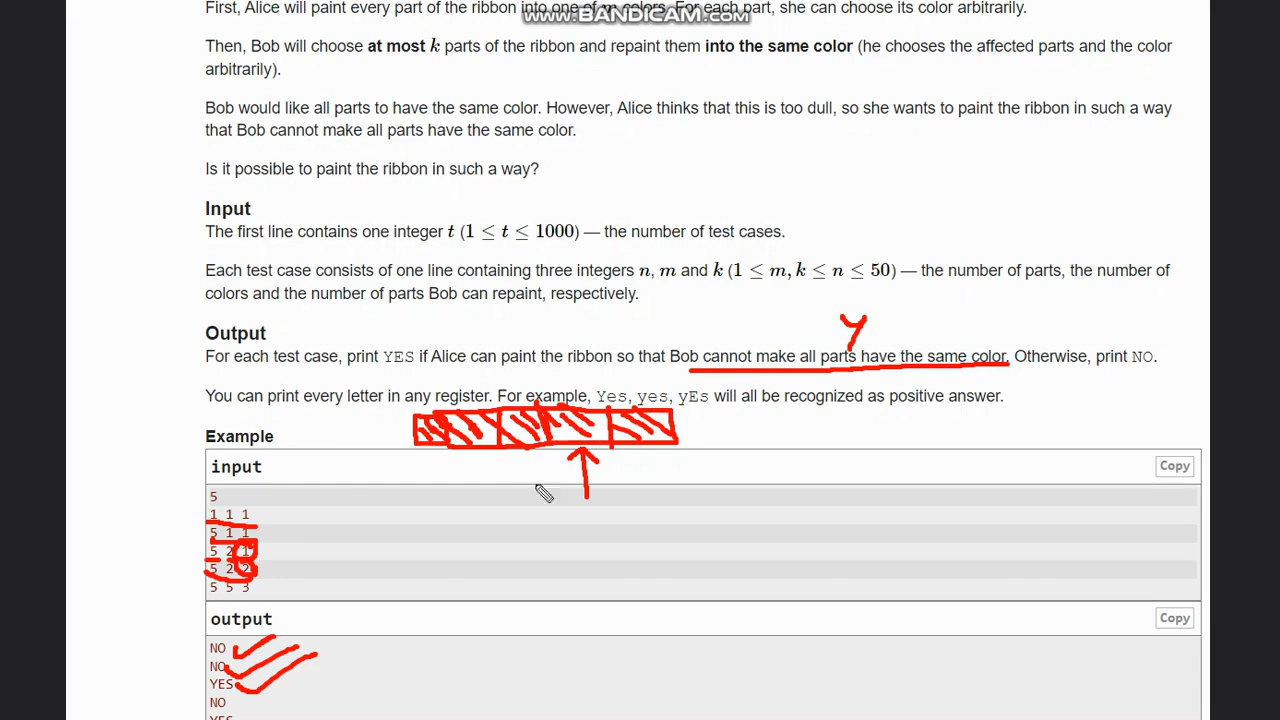 First, Alice will paint every part of the ribbon into one of m colors. For each part, she can choose its color arbitrarily.
www.BANDICAM.com
Then, Bob will choose at most k parts of the ribbon and repaint them into the same color (he chooses the affected parts and the color
arbitrarily).
Bob would like all parts to have the same color. However, Alice thinks that this is too dull, so she wants to paint the ribbon in such a way
that Bob cannot make all parts have the same color.
Is it possible to paint the ribbon in such a way?
Input
The first line contains one integer t (1 ≤ t ≤ 1000) — the number of test cases.
Each test case consists of one line containing three integers n, m and k (1 ≤ m, k ≤ n ≤ 50) — the number of parts, the number of
colors and the number of parts Bob can repaint, respectively.
Y
Output
For each test case, print YES if Alice can paint the ribbon so that Bob cannot make all parts have the same color. Otherwise, print NO.
You can print every letter in any register. For example, Yes, yes, yEs will all be recognized as positive answer.
Example
input
Copy
5
1 1 1
5 1 1
5 2 1
5 2 2
5 5 3
output
Copy
NO
NO
YES
NO
YES